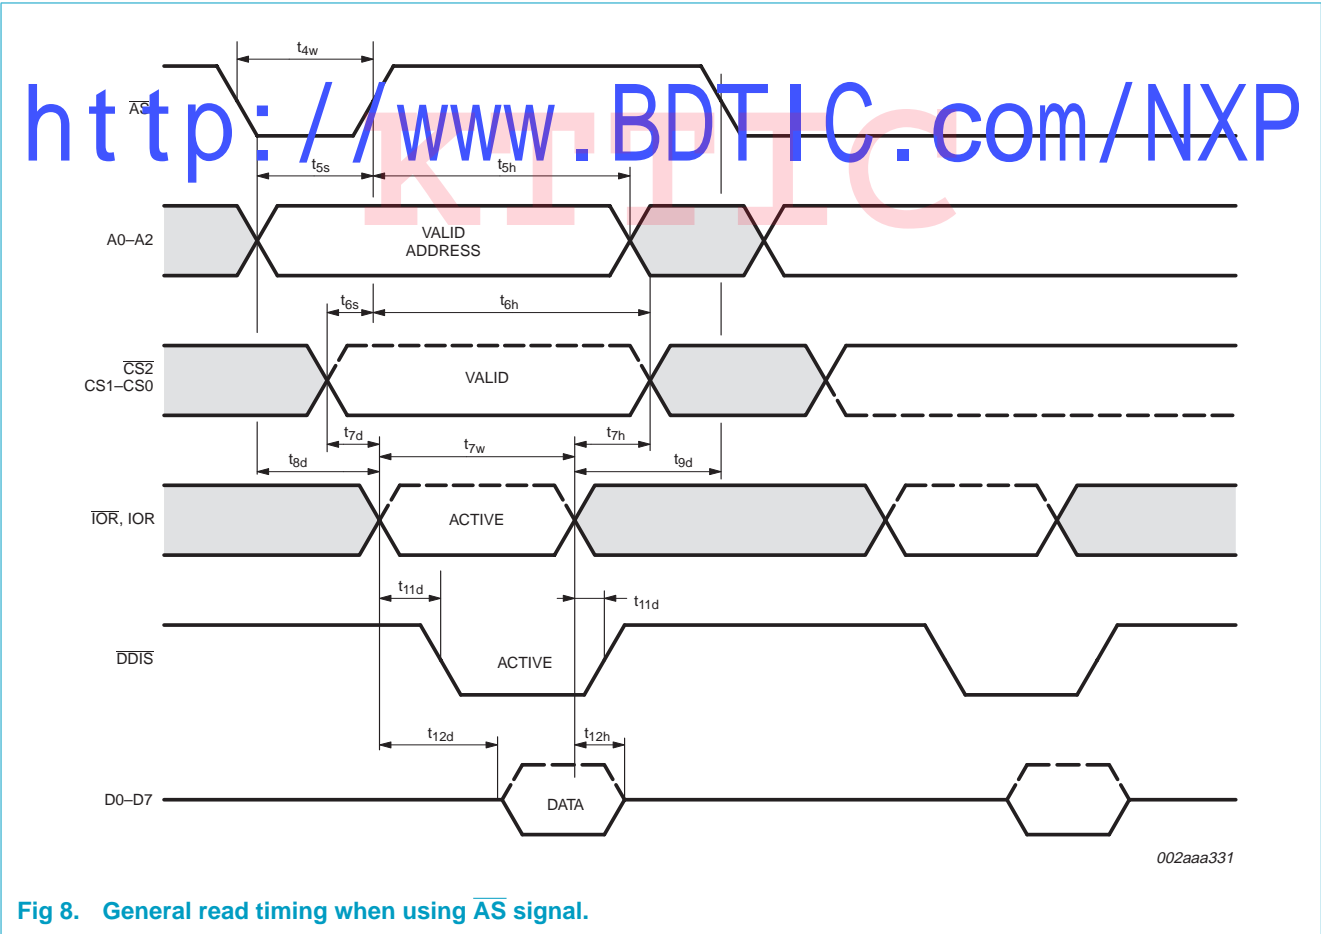 t4w
AS
http://www.BDTIC.com/NXP
KTTIC
t5s
t5h
A0–A2
VALID
ADDRESS
t6s
t6h
CS2
CS1–CS0
VALID
t7d
t7w
t7h
t8d
t9d
IOR, IOR
ACTIVE
t11d
t11d
DDIS
ACTIVE
t12d
t12h
D0–D7
DATA
002aaa331
Fig 8. General read timing when using AS signal.